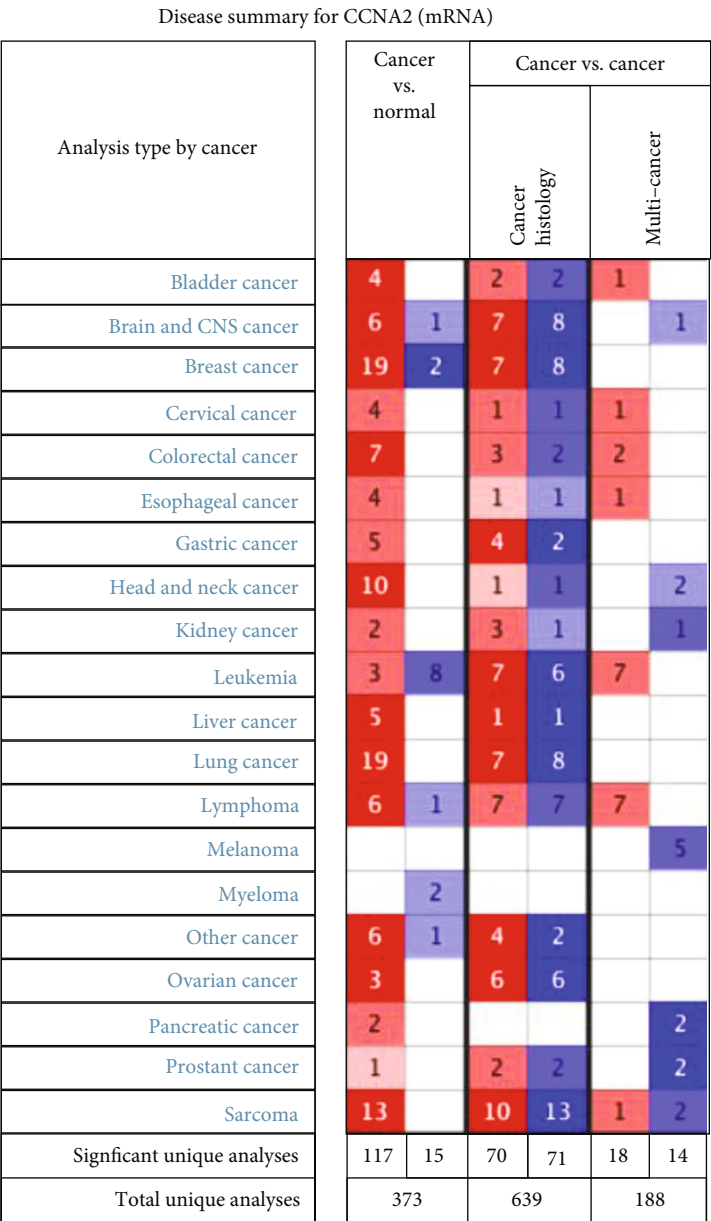 Disease summary for CCNA2 (mRNA)
Analysis type by cancer
Cancer
vs.
normal
Cancer vs. cancer
Cancer
histology
Multi-cancer
Bladder cancer 4 2 2 1
Brain and CNS cancer 6 1 7 8 1
Breast cancer 19 2 7 8
Cervical cancer 4 1 1 1
Colorectal cancer 7 3 2 2
Esophageal cancer 4 1 1 1
Gastric cancer 5 4 2
Head and neck cancer 10 1 1 2
Kidney cancer 2 3 1 1
Leukemia 3 8 7 6 7
Liver cancer 5 1 1
Lung cancer 19 7 8
Lymphoma 6 1 7 7 7
Melanoma 5
Myeloma 2
Other cancer 6 1 4 2
Ovarian cancer 3 6 6
Pancreatic cancer 2 2
Prostant cancer 1 2 2 2
Sarcoma 13 10 13 1 2
Signficant unique analyses 117 15 70 71 18 14
Total unique analyses 373 639 188